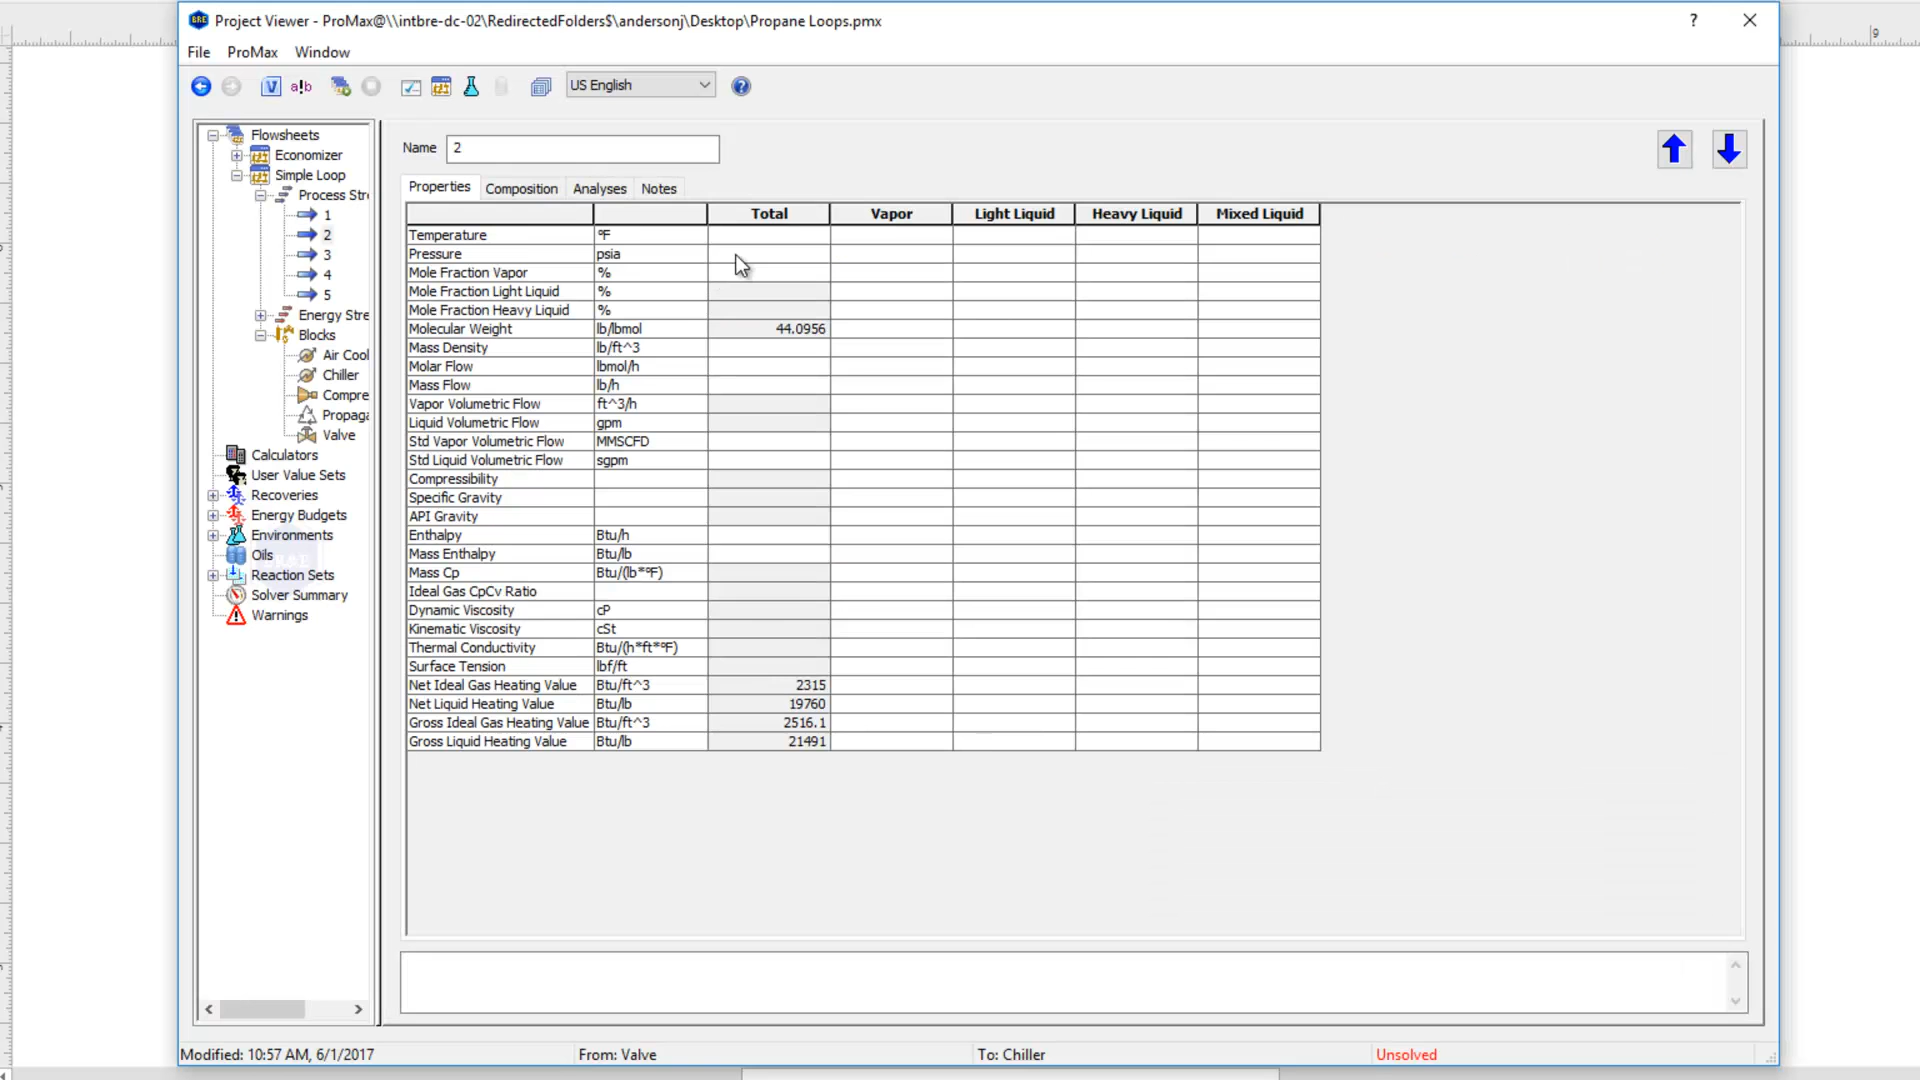 Project Viewer - ProMax@\\intbre-dc-02\RedirectedFolders$\andersonj\Desktop\Propane Loops.pmx
?
9
File ProMax Window
V a!b US English ?
Flowsheets
Economizer
Simple Loop
Process Stre
1
2
3
4
5
Energy Stre
Blocks
Air Cool
Chiller
Compre
Propaga
Valve
Calculators
User Value Sets
Recoveries
Energy Budgets
Environments
Oils
Reaction Sets
Solver Summary
Warnings
Name 2
Properties Composition Analyses Notes
Total Vapor Light Liquid Heavy Liquid Mixed Liquid
Temperature °F
Pressure psia
Mole Fraction Vapor %
Mole Fraction Light Liquid %
Mole Fraction Heavy Liquid %
Molecular Weight lb/lbmol 44.0956
Mass Density lb/ft^3
Molar Flow lbmol/h
Mass Flow lb/h
Vapor Volumetric Flow ft^3/h
Liquid Volumetric Flow gpm
Std Vapor Volumetric Flow MMSCFD
Std Liquid Volumetric Flow sgpm
Compressibility
Specific Gravity
API Gravity
Enthalpy Btu/h
Mass Enthalpy Btu/lb
Mass Cp Btu/(lb*°F)
Ideal Gas CpCv Ratio
Dynamic Viscosity cP
Kinematic Viscosity cSt
Thermal Conductivity Btu/(h*ft*°F)
Surface Tension lbf/ft
Net Ideal Gas Heating Value Btu/ft^3 2315
Net Liquid Heating Value Btu/lb 19760
Gross Ideal Gas Heating Value Btu/ft^3 2516.1
Gross Liquid Heating Value Btu/lb 21491
Modified: 10:57 AM, 6/1/2017 From: Valve To: Chiller Unsolved